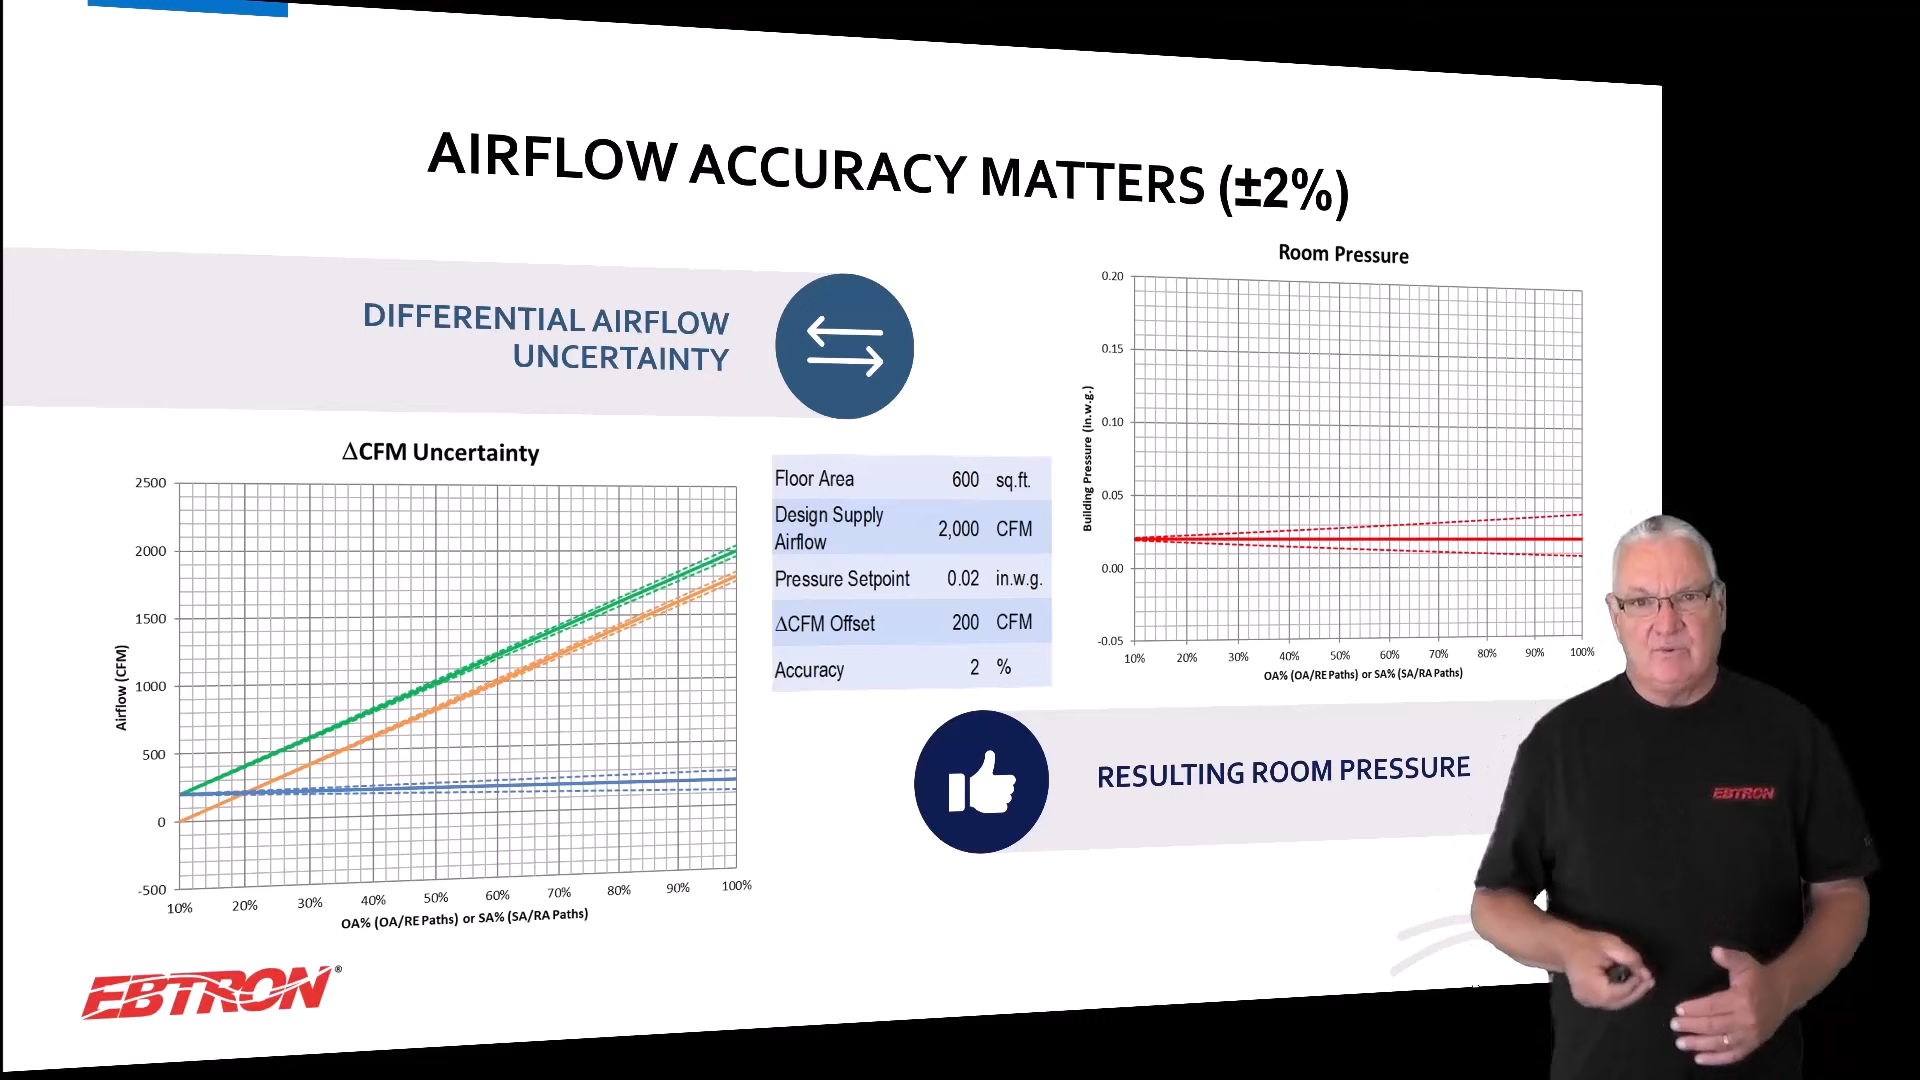 AIRFLOW ACCURACY MATTERS (±2%)
DIFFERENTIAL AIRFLOW
UNCERTAINTY
ΔCFM Uncertainty
2500
2000
1500
1000
500
0
-500
Airflow (CFM)
10% 20% 30% 40% 50% 60% 70% 80% 90% 100%
OA% (OA/RE Paths) or SA% (SA/RA Paths)
Floor Area 600 sq.ft.
Design Supply
Airflow 2,000 CFM
Pressure Setpoint 0.02 in.w.g.
ΔCFM Offset 200 CFM
Accuracy 2 %
Room Pressure
0.20
0.15
0.10
0.05
0.00
-0.05
Building Pressure (in.w.g.)
10% 20% 30% 40% 50% 60% 70% 80% 90% 100%
OA% (OA/RE Paths) or SA% (SA/RA Paths)
RESULTING ROOM PRESSURE
EBTRON
EBTRON®